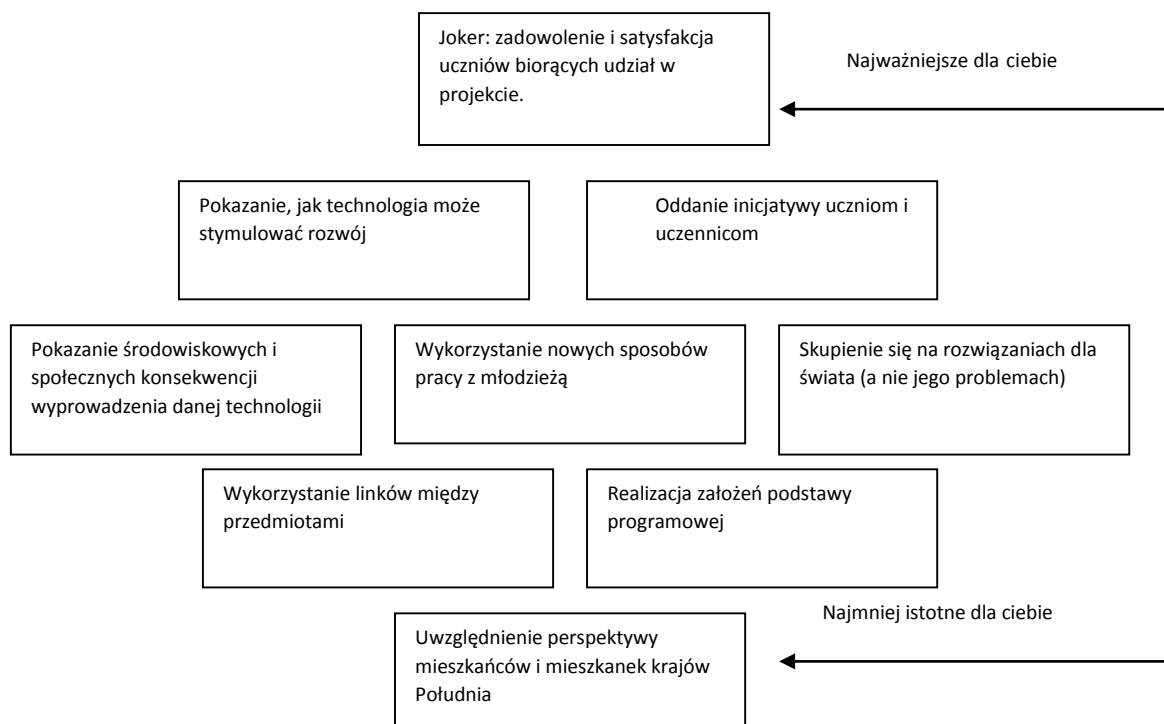 Joker: zadowolenie i satysfakcja
uczniów biorących udział w
projekcie.
Najważniejsze dla ciebie
Pokazanie, jak technologia może
stymulować rozwój
Oddanie inicjatywy uczniom i
uczennicom
Pokazanie środowiskowych i
społecznych konsekwencji
wyprowadzenia danej technologii
Wykorzystanie nowych sposobów
pracy z młodzieżą
Skupienie się na rozwiązaniach dla
świata (a nie jego problemach)
Wykorzystanie linków między
przedmiotami
Realizacja założeń podstawy
programowej
Najmniej istotne dla ciebie
Uwzględnienie perspektywy
mieszkańców i mieszkanek krajów
Południa